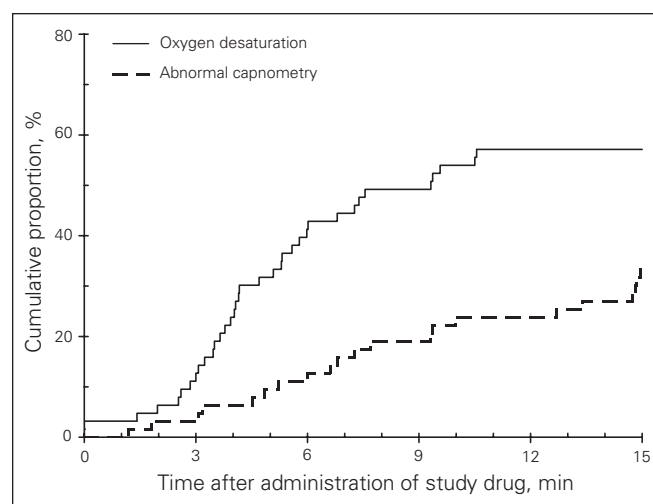 80
Oxygen desaturation
Abnormal capnometry
60
40
20
0
Cumulative proportion, %
0 3 6 9 12 15
Time after administration of study drug, min